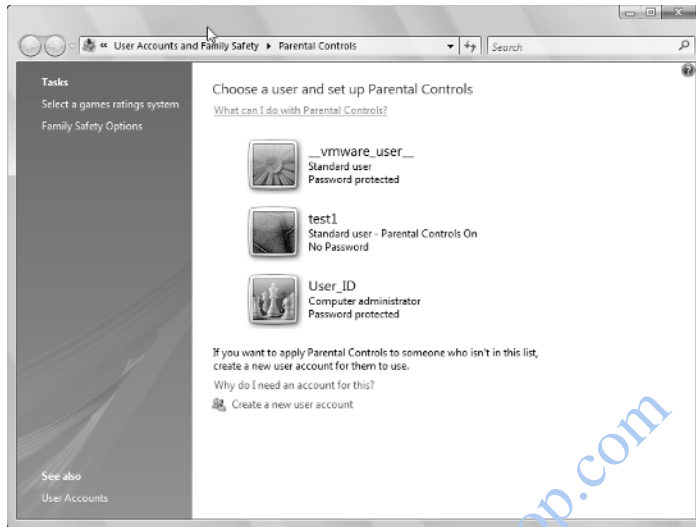 « User Accounts and Family Safety ▸ Parental Controls
Search
Tasks
Select a games ratings system
Family Safety Options
Choose a user and set up Parental Controls
What can I do with Parental Controls?
__vmware_user__
Standard user
Password protected
test1
Standard user - Parental Controls On
No Password
User_ID
Computer administrator
Password protected
If you want to apply Parental Controls to someone who isn't in this list,
create a new user account for them to use.
Why do I need an account for this?
Create a new user account
See also
User Accounts
op.com